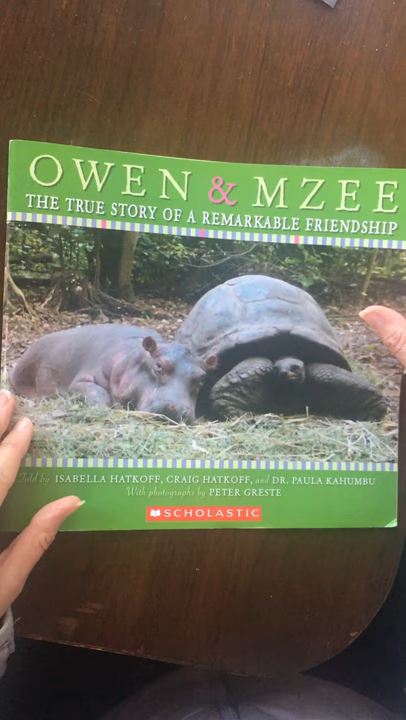 OWEN & MZEE
THE TRUE STORY OF A REMARKABLE FRIENDSHIP
Told by ISABELLA HATKOFF, CRAIG HATKOFF, and DR. PAULA KAHUMBU
With photographs by PETER GRESTE
SCHOLASTIC